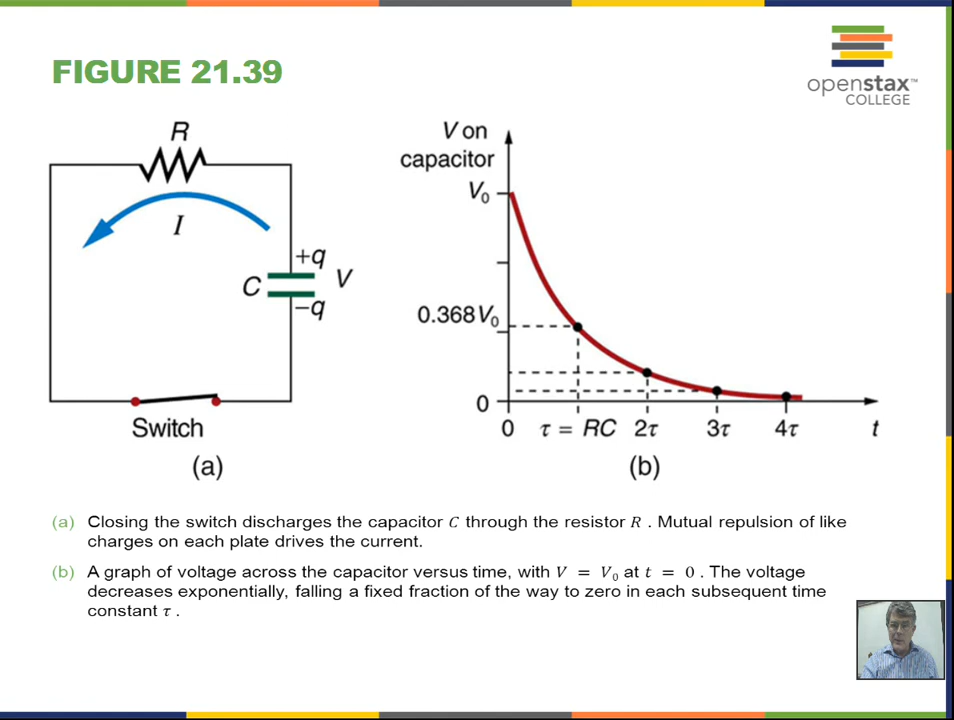 FIGURE 21.39
openstax™
COLLEGE
R
I
+q
C
V
–q
Switch
(a)
V on
capacitor
V₀
0.368V₀
0
0
τ = RC
2τ
3τ
4τ
t
(b)
(a) Closing the switch discharges the capacitor C through the resistor R . Mutual repulsion of like
charges on each plate drives the current.
(b) A graph of voltage across the capacitor versus time, with V = V₀ at t = 0 . The voltage
decreases exponentially, falling a fixed fraction of the way to zero in each subsequent time
constant τ .